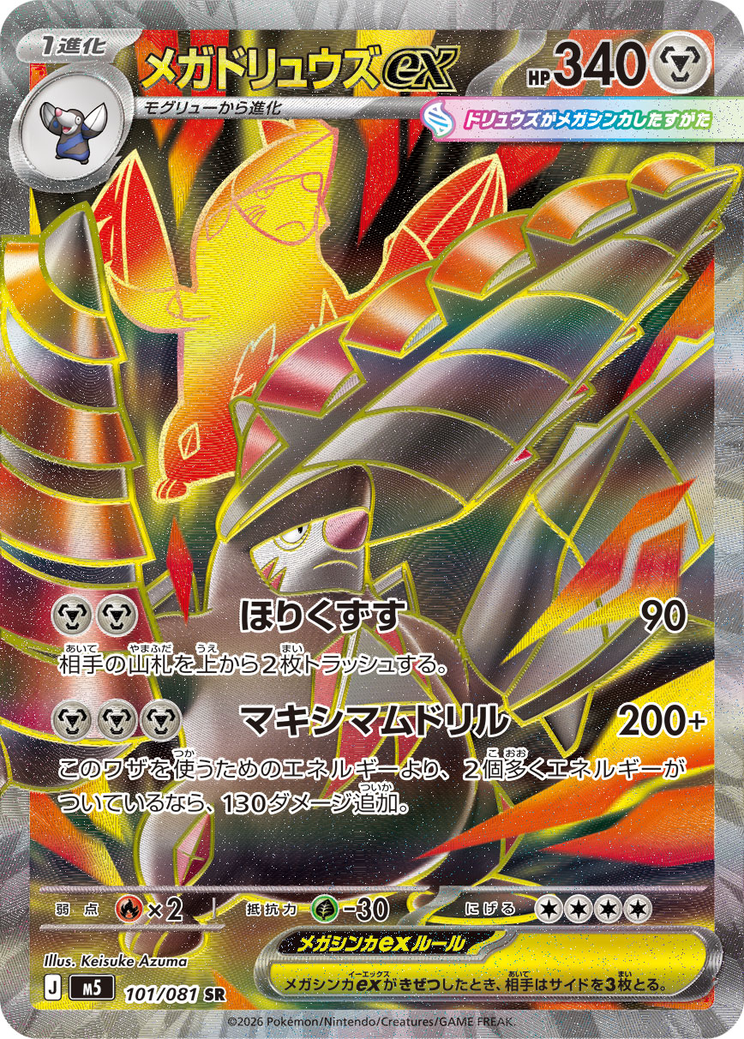 1進化
メガドリュウズex
HP340
モグリューから進化
ドリュウズがメガシンカしたすがた
ほりくずす 90
相手の山札を上から2枚トラッシュする。
マキシマムドリル 200+
このワザを使うためのエネルギーより、2個多くエネルギーが
ついているなら、130ダメージ追加。
弱点 ×2 抵抗力 -30 にげる
メガシンカexルール
メガシンカexがきぜつしたとき、相手はサイドを3枚とる。
Illus. Keisuke Azuma
J M5 101/081 SR
©2026 Pokémon/Nintendo/Creatures/GAME FREAK.